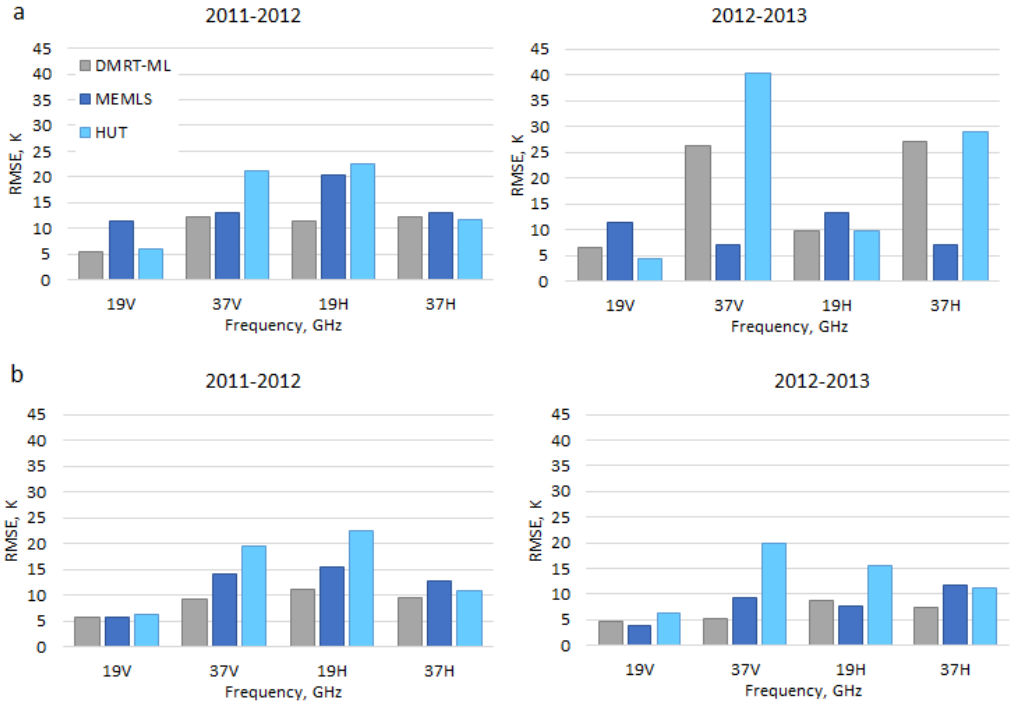 a
2011-2012
45
40
35
30
25
20
15
10
5
0
RMSE, K
DMRT-ML
MEMLS
HUT
19V 37V 19H 37H
Frequency, GHz
2012-2013
45
40
35
30
25
20
15
10
5
0
RMSE, K
19V 37V 19H 37H
Frequency, GHz
b
2011-2012
45
40
35
30
25
20
15
10
5
0
RMSE, K
19V 37V 19H 37H
Frequency, GHz
2012-2013
45
40
35
30
25
20
15
10
5
0
RMSE, K
19V 37V 19H 37H
Frequency, GHz